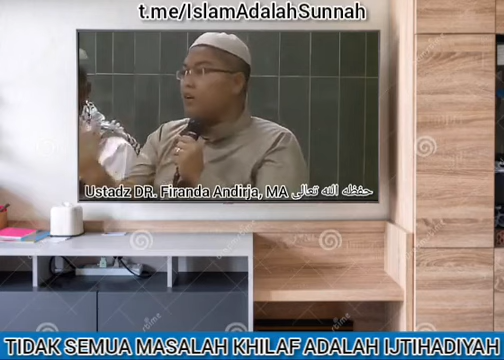 t.me/IslamAdalahSunnah
Ustadz DR. Firanda Andirja, MA حفظه الله تعالى
TIDAK SEMUA MASALAH KHILAF ADALAH IJTIHADIYAH